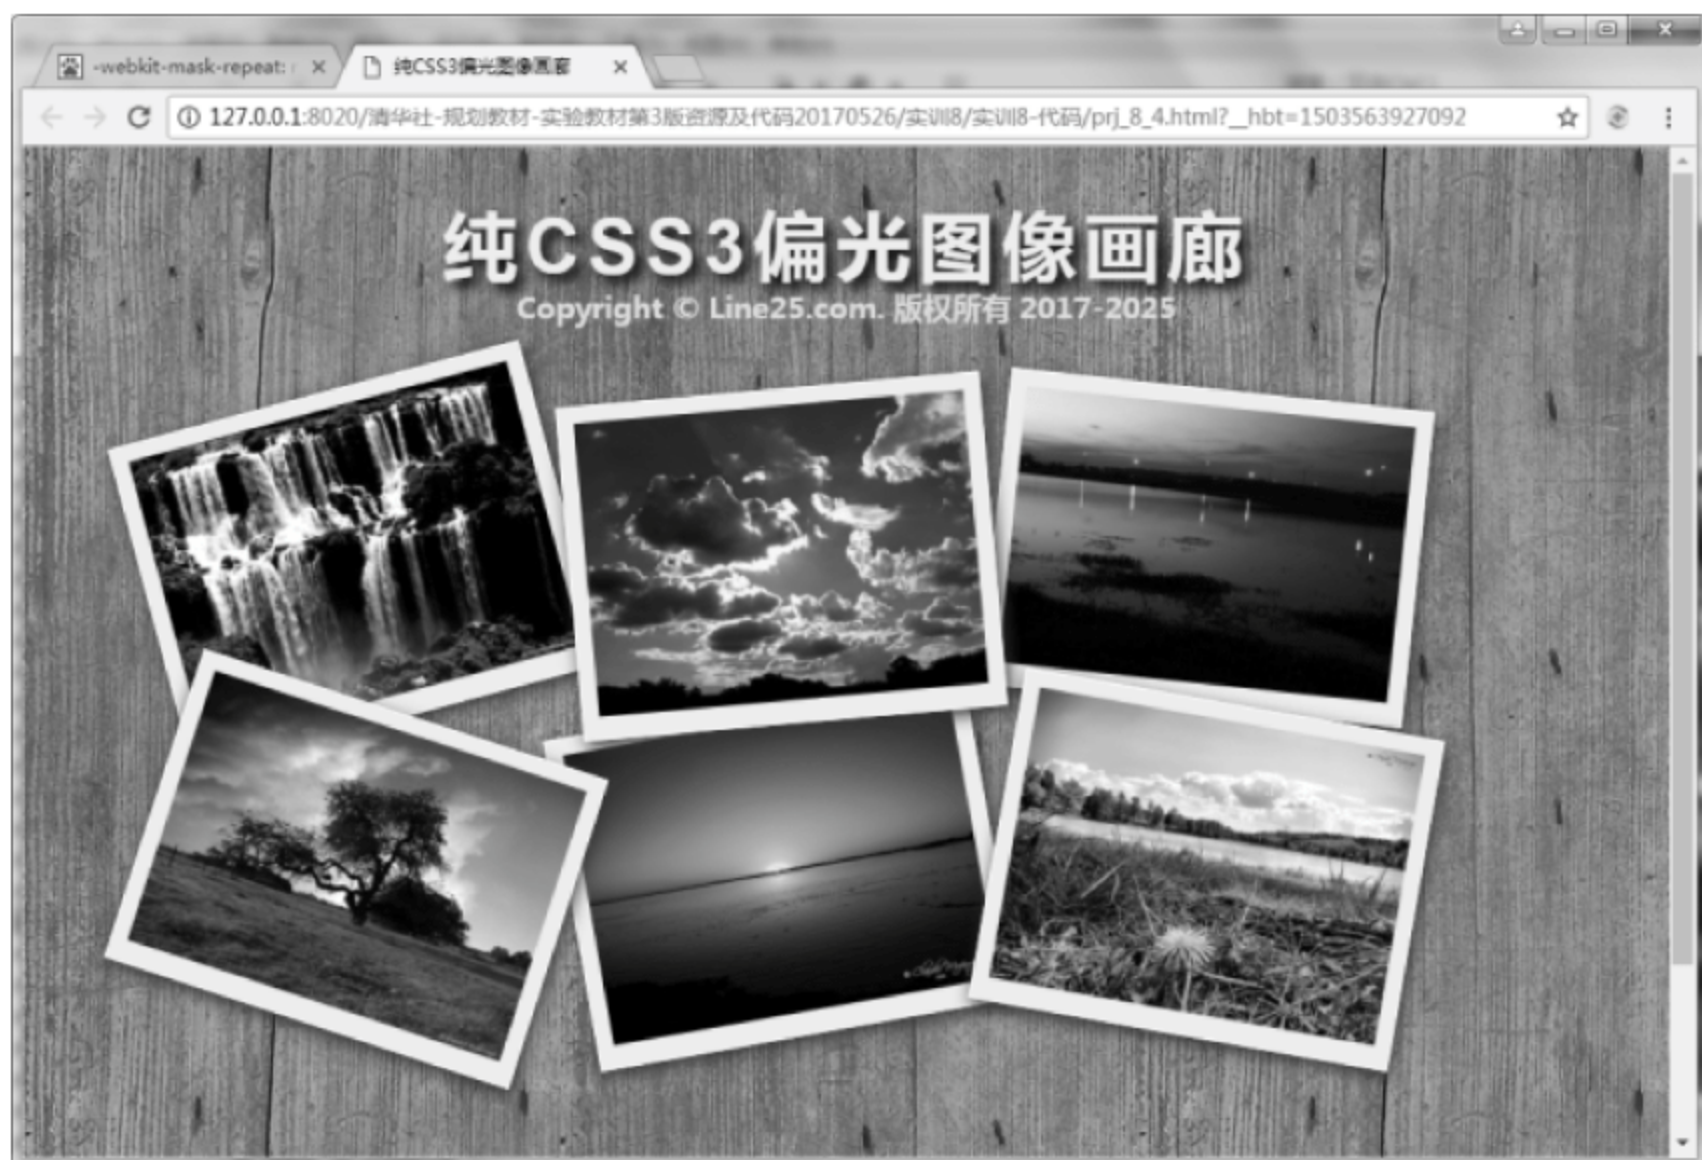 -webkit-mask-repeat:
纯CSS3偏光图像画廊
127.0.0.1:8020/清华社-规划教材-实验教材第3版资源及代码20170526/实训8/实训8-代码/prj_8_4.html?__hbt=1503563927092
纯CSS3偏光图像画廊
Copyright © Line25.com. 版权所有 2017-2025